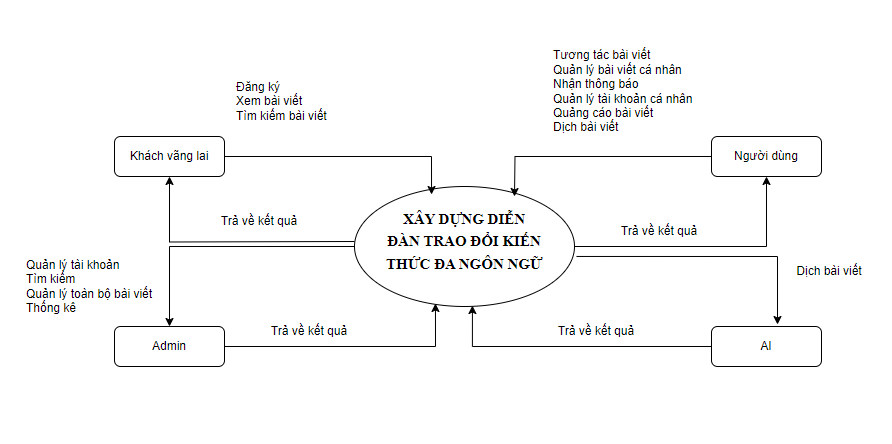 Tương tác bài viết
Quản lý bài viết cá nhân
Nhận thông báo
Quản lý tài khoản cá nhân
Quảng cáo bài viết
Dịch bài viết
Đăng ký
Xem bài viết
Tìm kiếm bài viết
Khách vãng lai
Người dùng
XÂY DỰNG DIỄN
ĐÀN TRAO ĐỔI KIẾN
THỨC ĐA NGÔN NGỮ
Trả về kết quả
Trả về kết quả
Quản lý tài khoản
Tìm kiếm
Quản lý toàn bộ bài viết
Thống kê
Dịch bài viết
Admin
Trả về kết quả
Trả về kết quả
AI